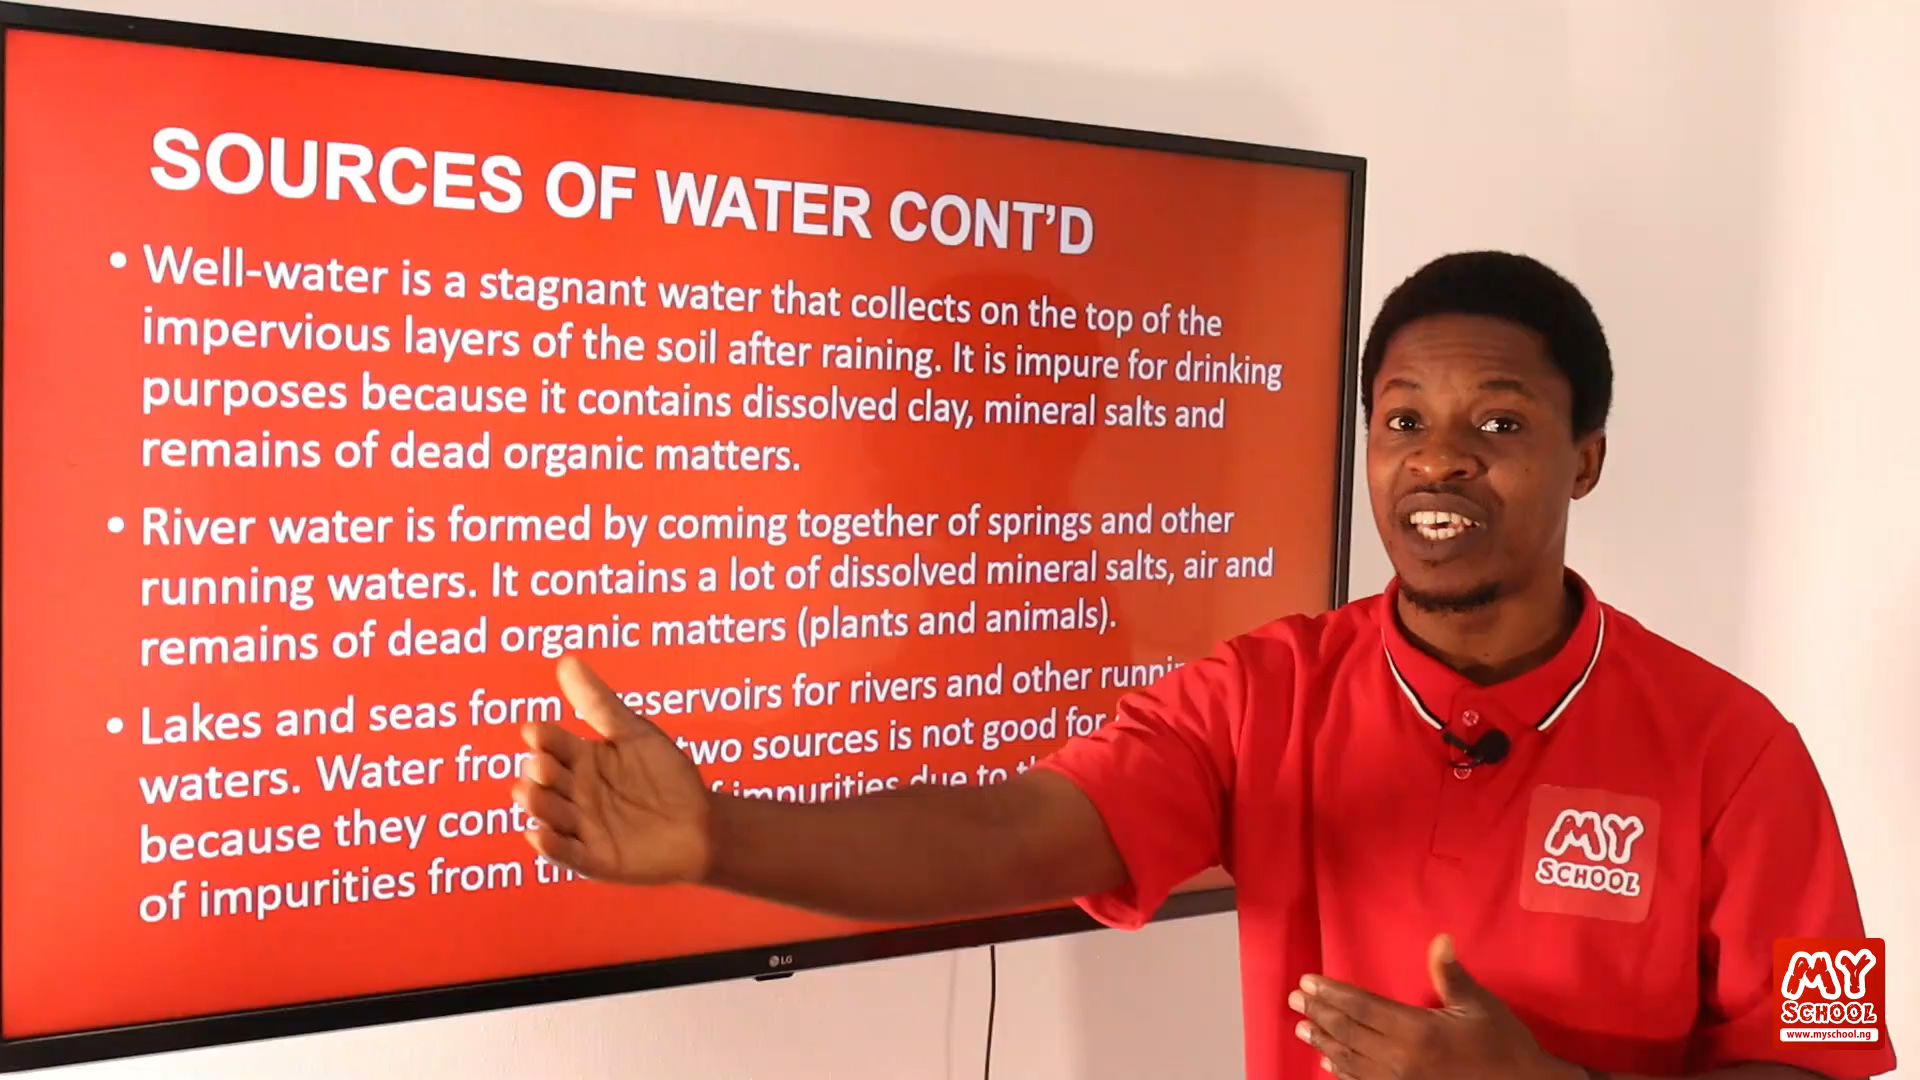 SOURCES OF WATER CONT'D
• Well-water is a stagnant water that collects on the top of the
impervious layers of the soil after raining. It is impure for drinking
purposes because it contains dissolved clay, mineral salts and
remains of dead organic matters.
• River water is formed by coming together of springs and other
running waters. It contains a lot of dissolved mineral salts, air and
remains of dead organic matters (plants and animals).
• Lakes and seas form reservoirs for rivers and other
waters. Water two sources is not good for
because they impurities due to
of impurities from
LG
MY
SCHOOL
MY
SCHOOL
www.myschool.ng